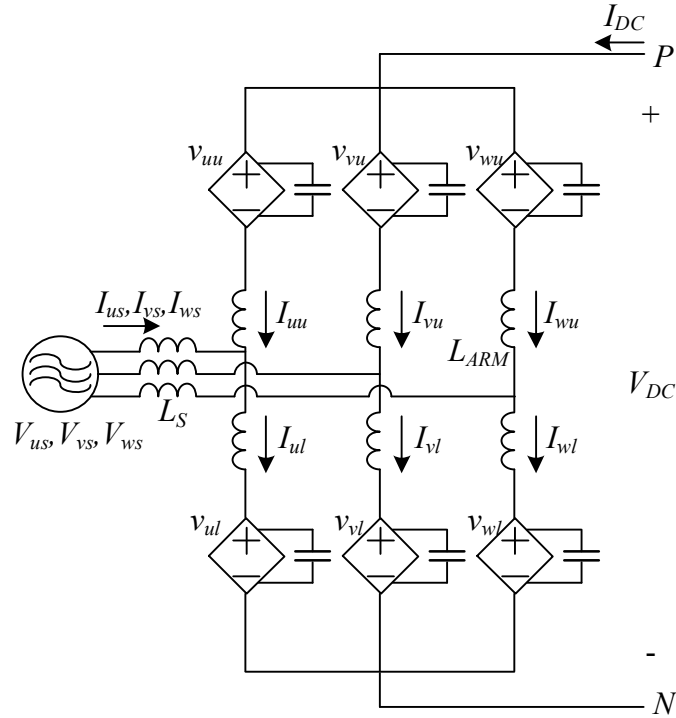 I_DC
P
+
v_uu
v_vu
v_wu
+
+
+
I_us, I_vs, I_ws
I_uu
I_vu
I_wu
L_ARM
V_DC
L_S
V_us, V_vs, V_ws
I_ul
I_vl
I_wl
v_ul
v_vl
v_wl
+
+
+
-
N